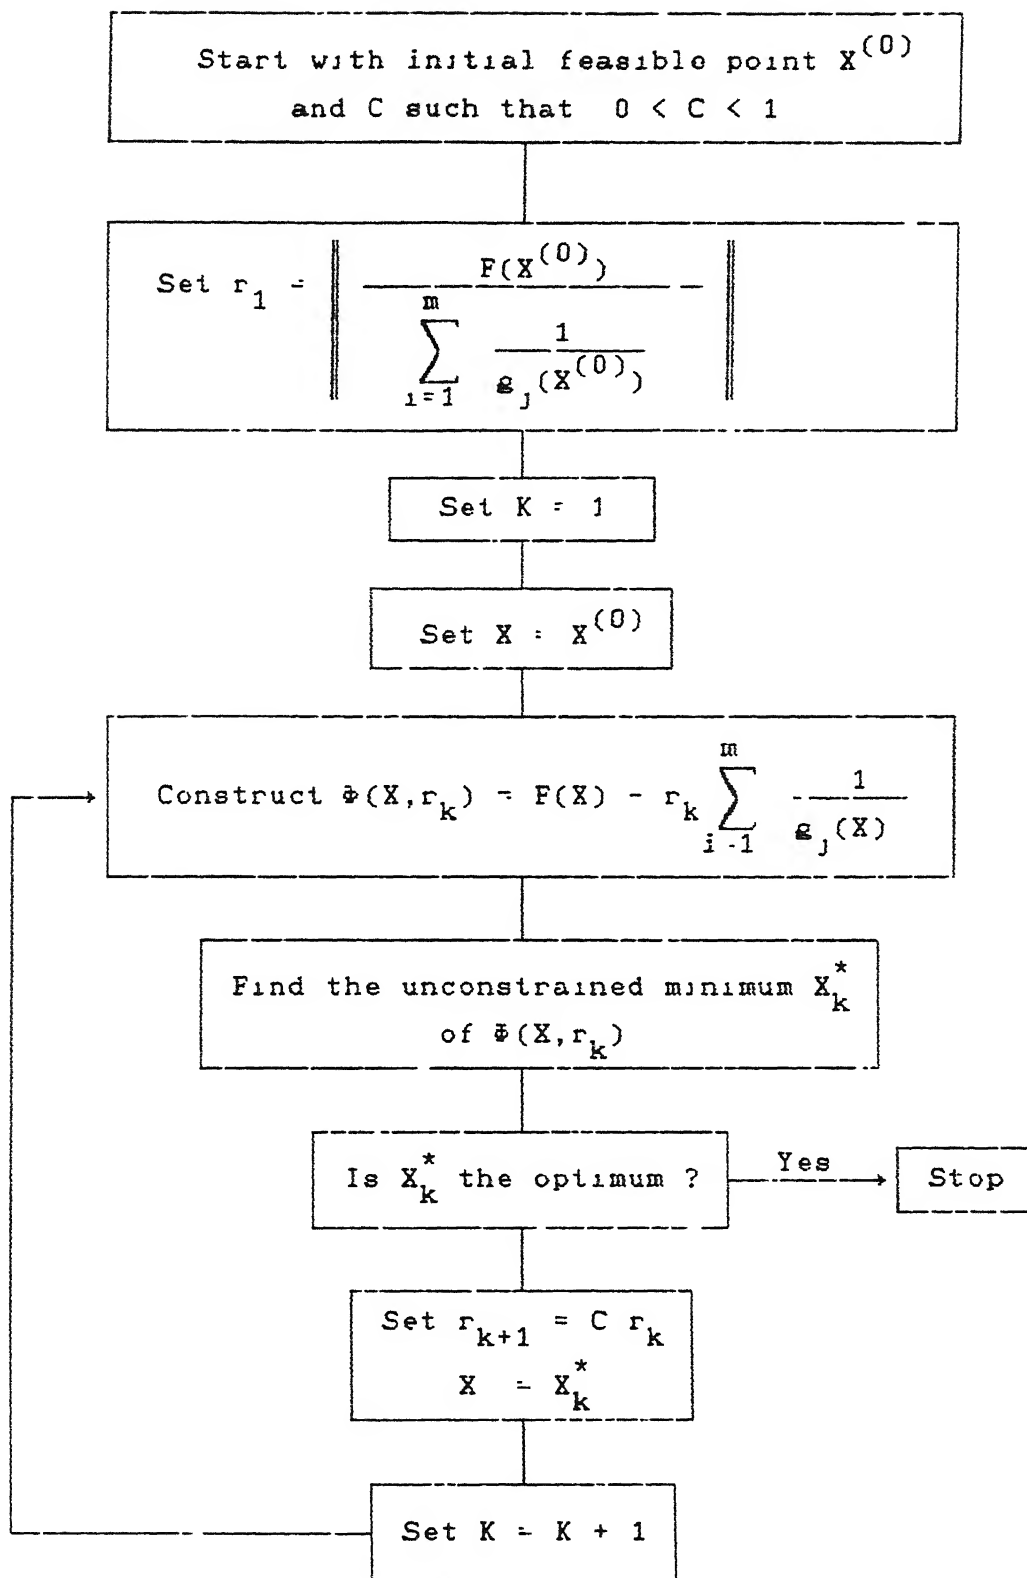 Start with initial feasible point X^(0)
and C such that 0 < C < 1
Set r_1 = ‖ F(X^(0)) / ∑_{i=1}^{m} 1 / g_j(X^(0)) ‖
Set K = 1
Set X = X^(0)
Construct Φ(X,r_k) = F(X) - r_k ∑_{i=1}^{m} 1 / g_j(X)
Find the unconstrained minimum X_k^*
of Φ(X,r_k)
Is X_k^* the optimum ?
Yes
Stop
Set r_{k+1} = C r_k
X = X_k^*
Set K = K + 1